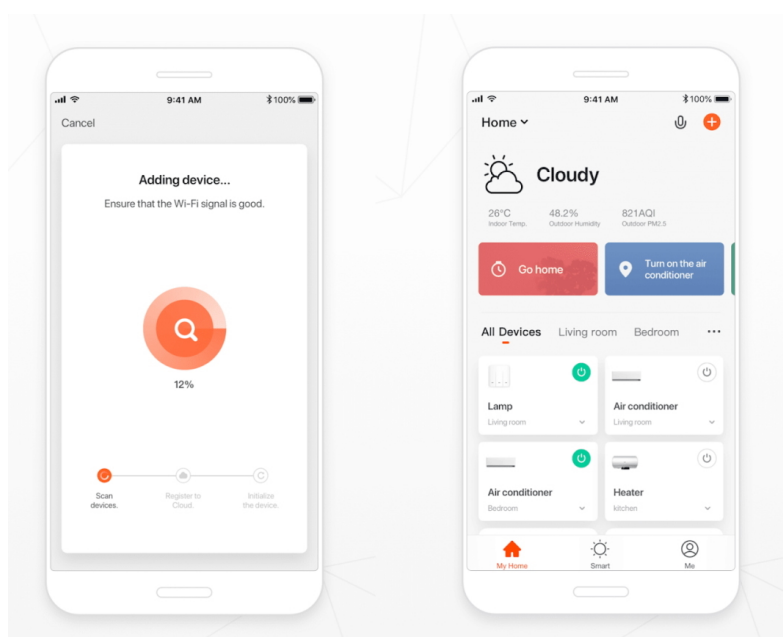 9:41 AM
100%
Cancel
Adding device...
Ensure that the Wi-Fi signal is good.
12%
Scan
devices.
Register to
Cloud.
Initialize
the device.
9:41 AM
100%
Home
Cloudy
26°C
48.2%
821AQI
Indoor Temp.
Outdoor Humidity
Outdoor PM2.5
Go home
Turn on the air
conditioner
All Devices
Living room
Bedroom
Lamp
Living room
Air conditioner
Living room
Air conditioner
Bedroom
Heater
kitchen
My Home
Smart
Me